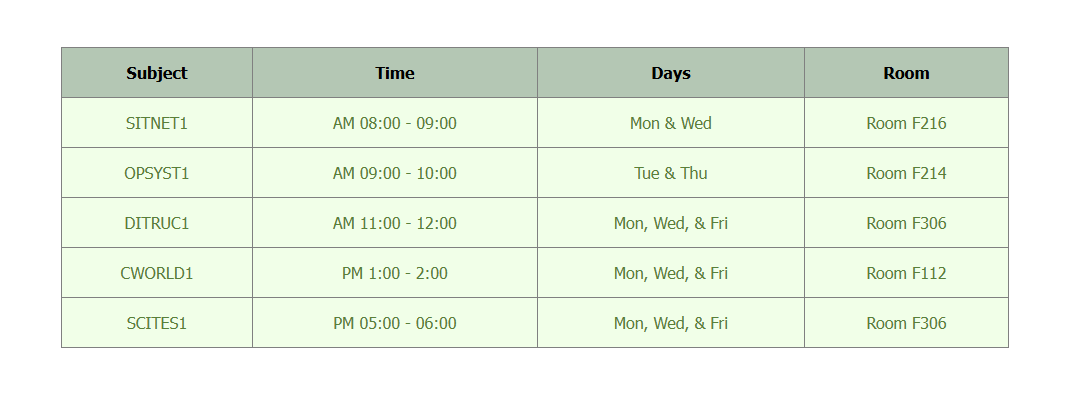 Subject Time Days Room
SITNET1 AM 08:00 - 09:00 Mon & Wed Room F216
OPSYST1 AM 09:00 - 10:00 Tue & Thu Room F214
DITRUC1 AM 11:00 - 12:00 Mon, Wed, & Fri Room F306
CWORLD1 PM 1:00 - 2:00 Mon, Wed, & Fri Room F112
SCITES1 PM 05:00 - 06:00 Mon, Wed, & Fri Room F306